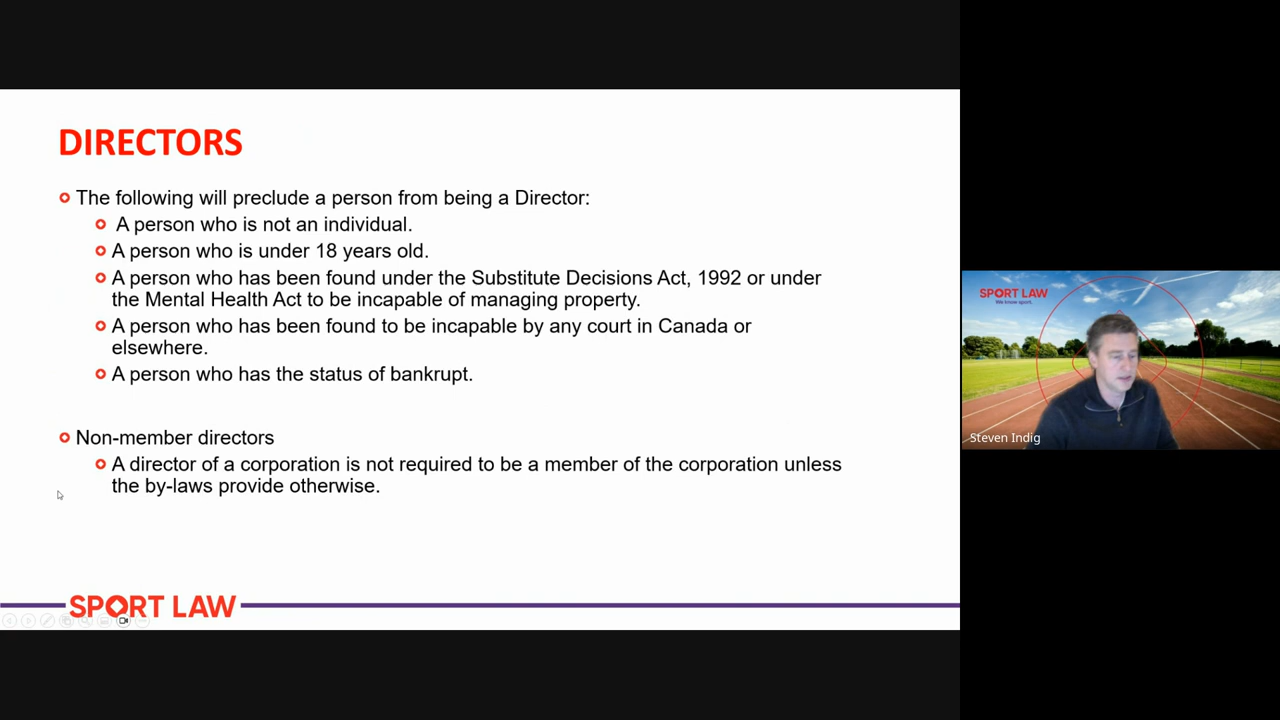 DIRECTORS
The following will preclude a person from being a Director:
A person who is not an individual.
A person who is under 18 years old.
A person who has been found under the Substitute Decisions Act, 1992 or under
the Mental Health Act to be incapable of managing property.
A person who has been found to be incapable by any court in Canada or
elsewhere.
A person who has the status of bankrupt.
Non-member directors
A director of a corporation is not required to be a member of the corporation unless
the by-laws provide otherwise.
SPORT LAW
SPORT LAW
We know sport.
Steven Indig